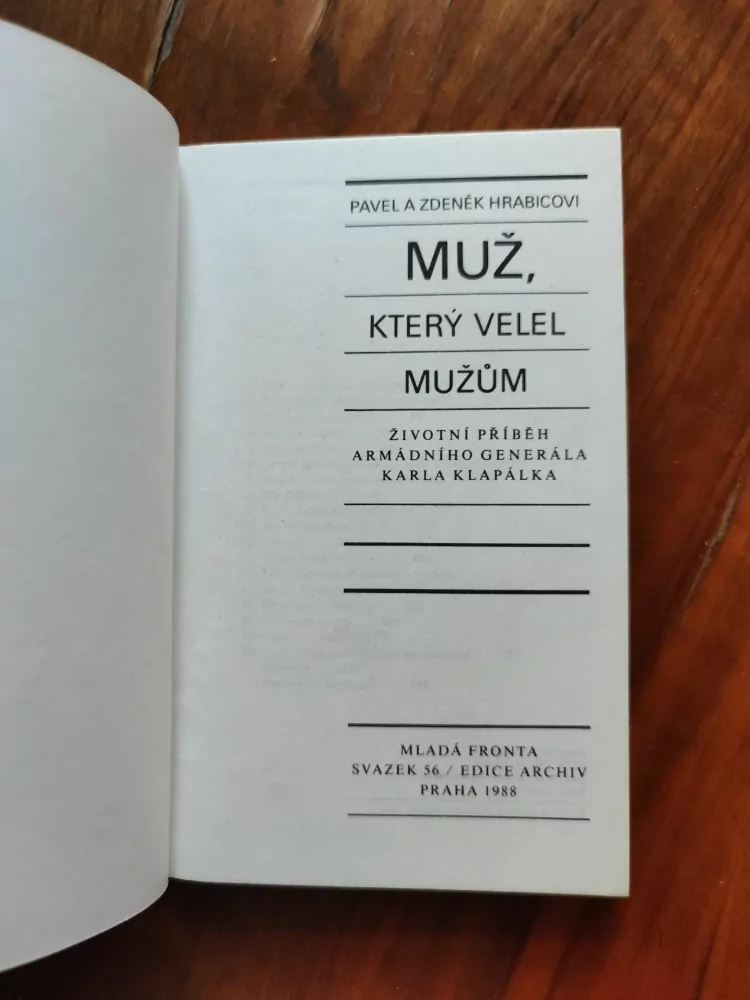 PAVEL A ZDENĚK HRABICOVI
MUŽ,
KTERÝ VELEL
MUŽŮM
ŽIVOTNÍ PŘÍBĚH
ARMÁDNÍHO GENERÁLA
KARLA KLAPÁLKA
MLADÁ FRONTA
SVAZEK 56 / EDICE ARCHIV
PRAHA 1988